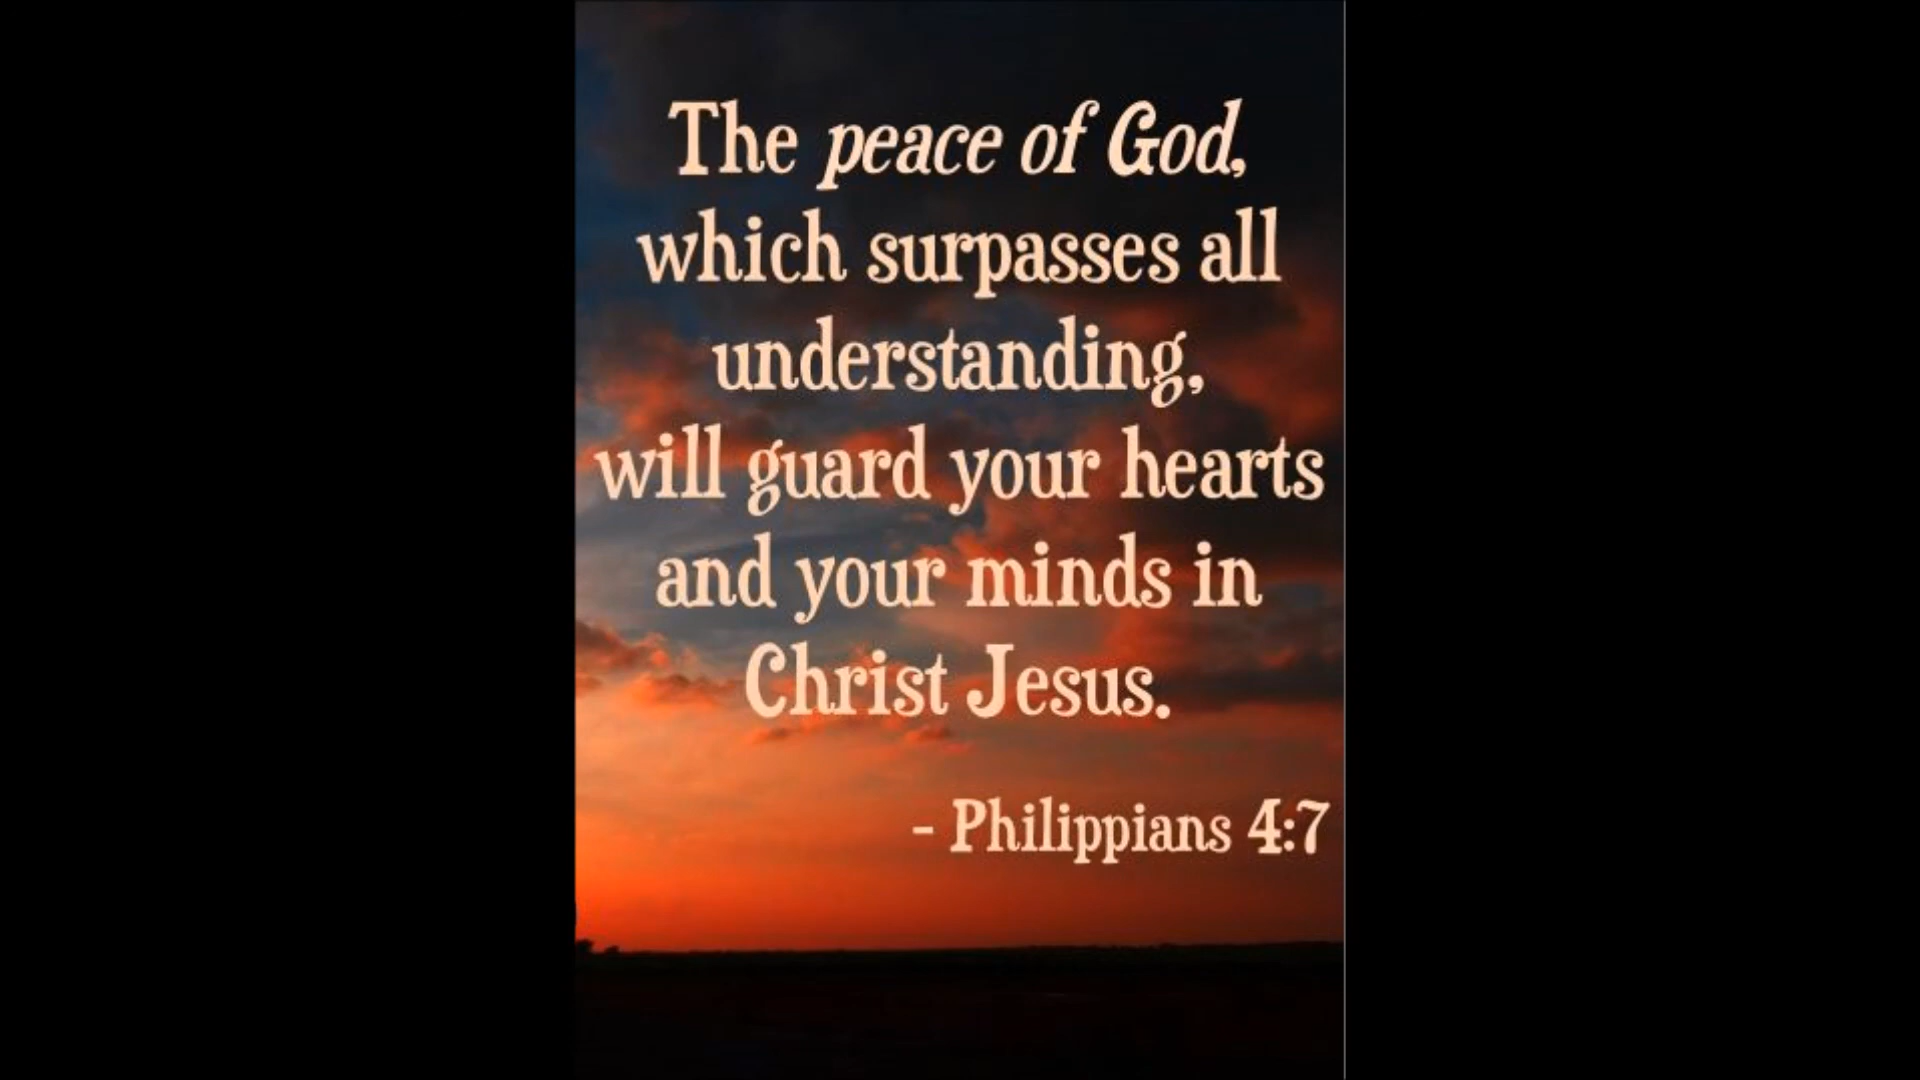 The peace of God,
which surpasses all
understanding,
will guard your hearts
and your minds in
Christ Jesus.
- Philippians 4:7